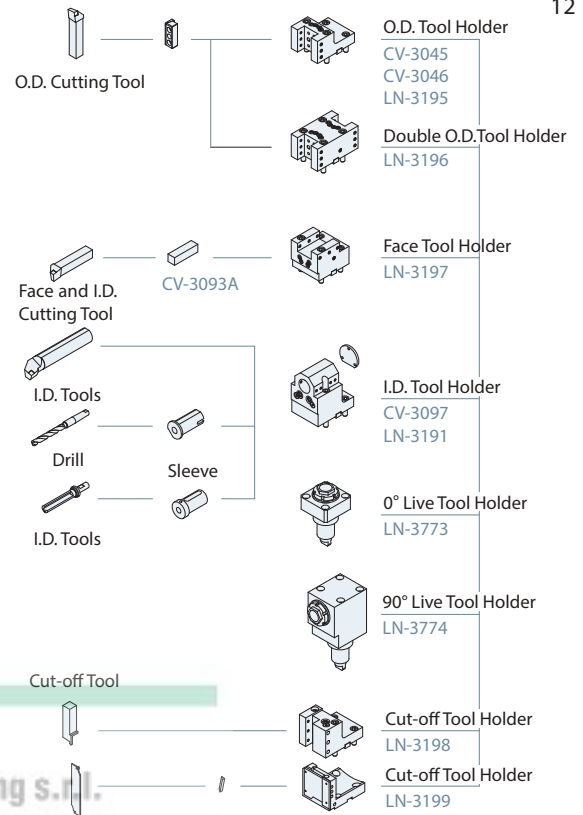 12
O.D. Tool Holder
CV-3045
CV-3046
LN-3195
O.D. Cutting Tool
Double O.D.Tool Holder
LN-3196
Face Tool Holder
LN-3197
CV-3093A
Face and I.D.
Cutting Tool
I.D. Tools
I.D. Tool Holder
CV-3097
LN-3191
Drill
Sleeve
I.D. Tools
0° Live Tool Holder
LN-3773
90° Live Tool Holder
LN-3774
Cut-off Tool
Cut-off Tool Holder
LN-3198
Cut-off Tool Holder
LN-3199
s.r.l.